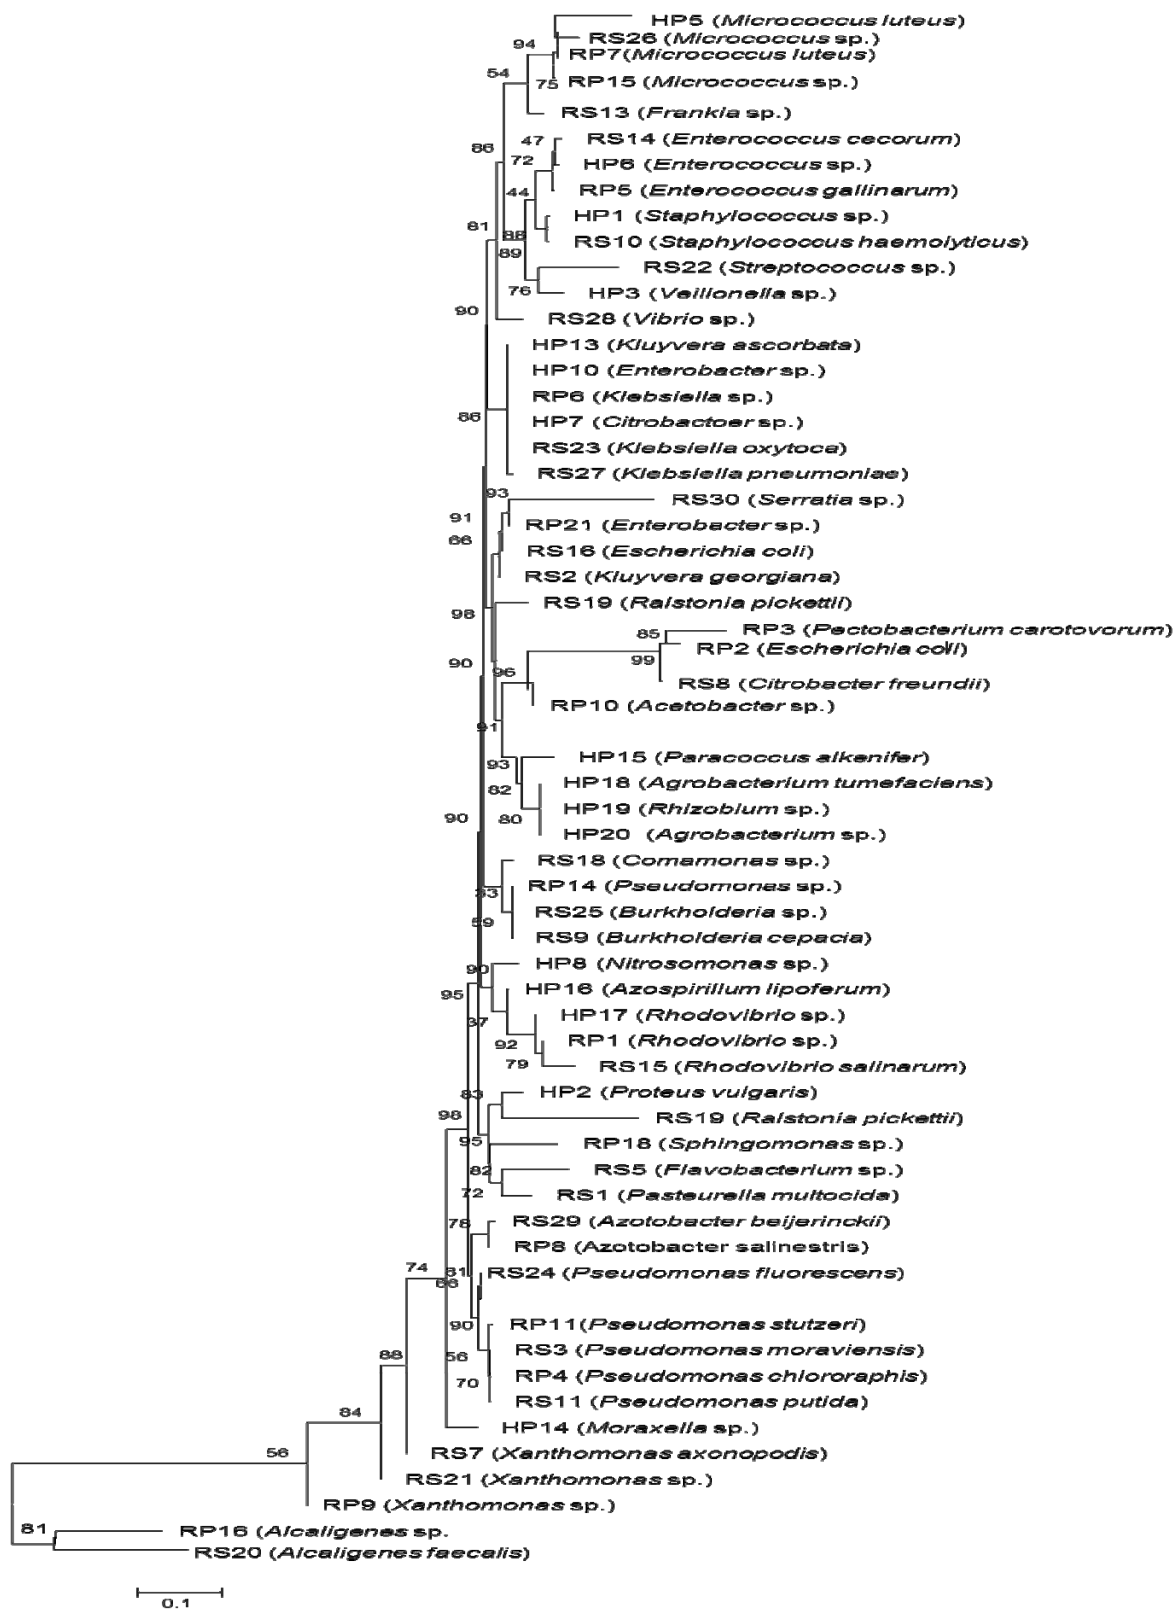 HP5 (Micrococcus luteus)
RS26 (Micrococcus sp.)
94
RP7(Micrococcus luteus)
54
75
RP15 (Micrococcus sp.)
RS13 (Frankia sp.)
47
RS14 (Enterococcus cecorum)
86
72
HP6 (Enterococcus sp.)
44
RP5 (Enterococcus gallinarum)
HP1 (Staphylococcus sp.)
81
88
RS10 (Staphylococcus haemolyticus)
89
RS22 (Streptococcus sp.)
76
HP3 (Veillonella sp.)
90
RS28 (Vibrio sp.)
HP13 (Kluyvera ascorbata)
HP10 (Enterobacter sp.)
RP6 (Klebsiella sp.)
86
HP7 (Citrobactoer sp.)
RS23 (Klebsiella oxytoca)
RS27 (Klebsiella pneumoniae)
93
RS30 (Serratia sp.)
91
RP21 (Enterobacter sp.)
66
RS16 (Escherichia coli)
RS2 (Kluyvera georgiana)
98
RS19 (Ralstonia pickettii)
85
RP3 (Pectobacterium carotovorum)
RP2 (Escherichia coli)
90
96
99
RS8 (Citrobacter freundii)
RP10 (Acetobacter sp.)
91
93
HP15 (Paracoccus alkenifer)
82
HP18 (Agrobacterium tumefaciens)
90
80
HP19 (Rhizobium sp.)
HP20 (Agrobacterium sp.)
RS18 (Comamonas sp.)
33
RP14 (Pseudomonas sp.)
59
RS25 (Burkholderia sp.)
RS9 (Burkholderia cepacia)
90
HP8 (Nitrosomonas sp.)
95
HP16 (Azospirillum lipoferum)
37
HP17 (Rhodovibrio sp.)
92
RP1 (Rhodovibrio sp.)
79
RS15 (Rhodovibrio salinarum)
83
HP2 (Proteus vulgaris)
98
RS19 (Ralstonia pickettii)
95
RP18 (Sphingomonas sp.)
82
RS5 (Flavobacterium sp.)
72
RS1 (Pasteurella multocida)
78
RS29 (Azotobacter beijerinckii)
RP8 (Azotobacter salinestris)
74
RS24 (Pseudomonas fluorescens)
90
RP11(Pseudomonas stutzeri)
88
56
RS3 (Pseudomonas moraviensis)
70
RP4 (Pseudomonas chlororaphis)
84
RS11 (Pseudomonas putida)
HP14 (Moraxella sp.)
56
RS7 (Xanthomonas axonopodis)
RS21 (Xanthomonas sp.)
RP9 (Xanthomonas sp.)
81
RP16 (Alcaligenes sp.
RS20 (Alcaligenes faecalis)
0.1